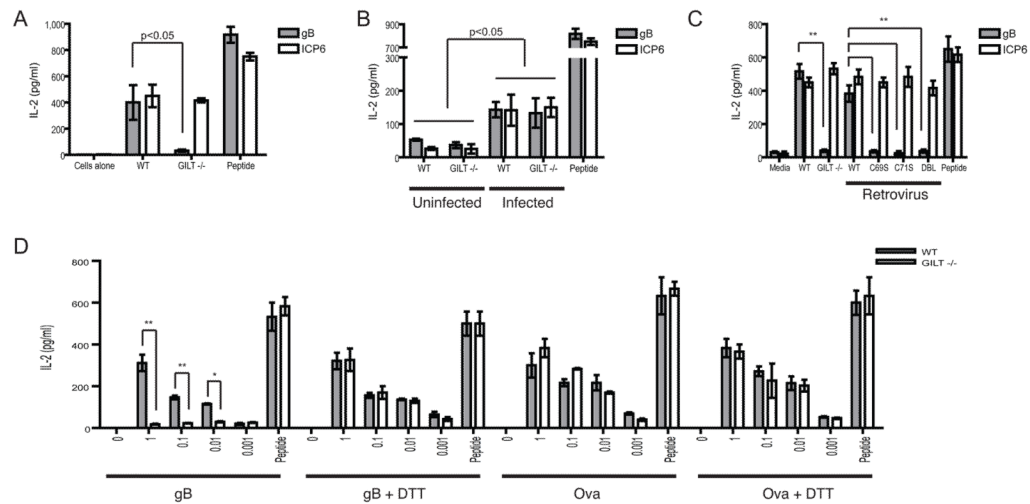 A
IL-2 (pg/ml)
1,000
800
600
400
200
0
p<0.05
gB
ICP6
Cells alone WT GILT -/- Peptide
B
IL-2 (pg/ml)
900
700
300
200
100
0
p<0.05
gB
ICP6
WT GILT -/- WT GILT -/- Peptide
Uninfected Infected
C
IL-2 (pg/ml)
800
600
400
200
0
**
**
gB
ICP6
Media WT GILT -/- WT C69S C71S DBL Peptide
Retrovirus
D
IL-2 (pg/ml)
800
600
400
200
0
**
**
*
WT
GILT -/-
0 1 0.1 0.01 0.001 Peptide 0 1 0.1 0.01 0.001 Peptide 0 1 0.1 0.01 0.001 Peptide 0 1 0.1 0.01 0.001 Peptide
gB gB + DTT Ova Ova + DTT